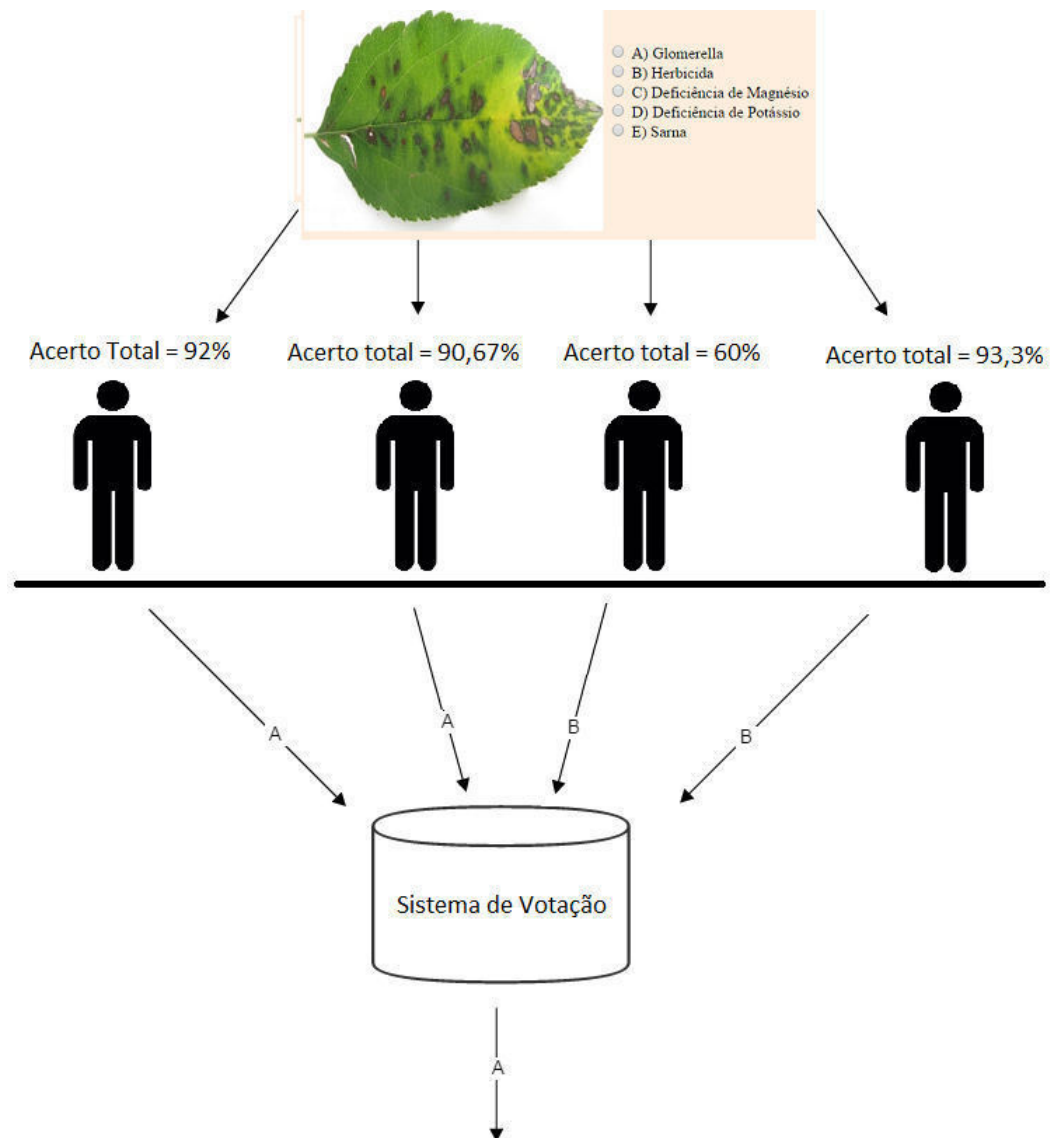 A) Glomerella
B) Herbicida
C) Deficiência de Magnésio
D) Deficiência de Potássio
E) Sarna
Acerto Total = 92%
Acerto total = 90,67%
Acerto total = 60%
Acerto total = 93,3%
A
A
B
B
Sistema de Votação
A